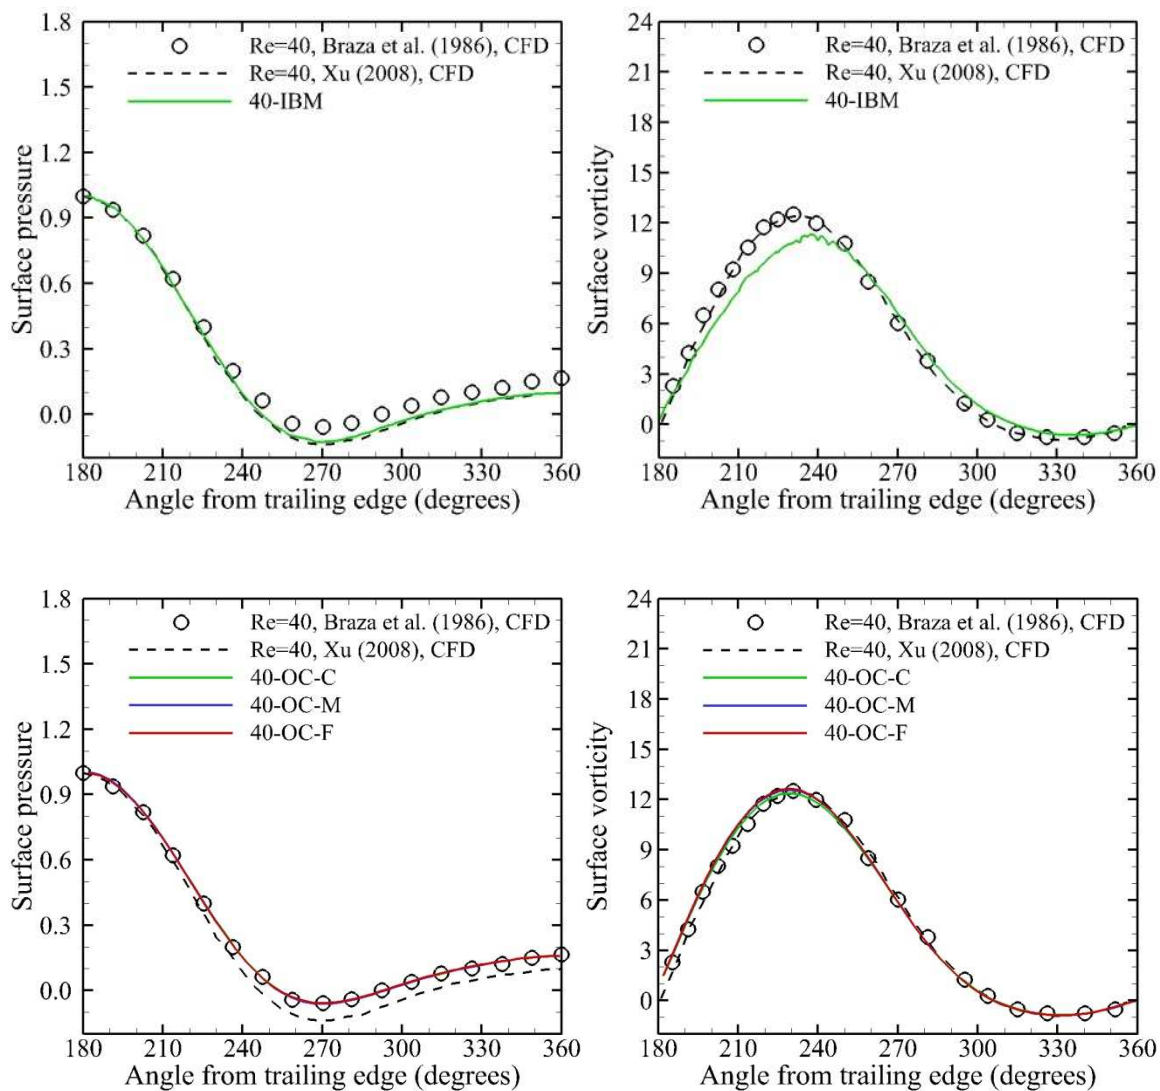 1.8
Re=40, Braza et al. (1986), CFD
Re=40, Xu (2008), CFD
40-IBM
1.5
1.2
0.9
0.6
0.3
0.0
Surface pressure
180 210 240 270 300 330 360
Angle from trailing edge (degrees)
24
Re=40, Braza et al. (1986), CFD
Re=40, Xu (2008), CFD
40-IBM
21
18
15
12
9
6
3
0
Surface vorticity
180 210 240 270 300 330 360
Angle from trailing edge (degrees)
1.8
Re=40, Braza et al. (1986), CFD
Re=40, Xu (2008), CFD
40-OC-C
40-OC-M
40-OC-F
1.5
1.2
0.9
0.6
0.3
0.0
Surface pressure
180 210 240 270 300 330 360
Angle from trailing edge (degrees)
24
Re=40, Braza et al. (1986), CFD
Re=40, Xu (2008), CFD
40-OC-C
40-OC-M
40-OC-F
21
18
15
12
9
6
3
0
Surface vorticity
180 210 240 270 300 330 360
Angle from trailing edge (degrees)